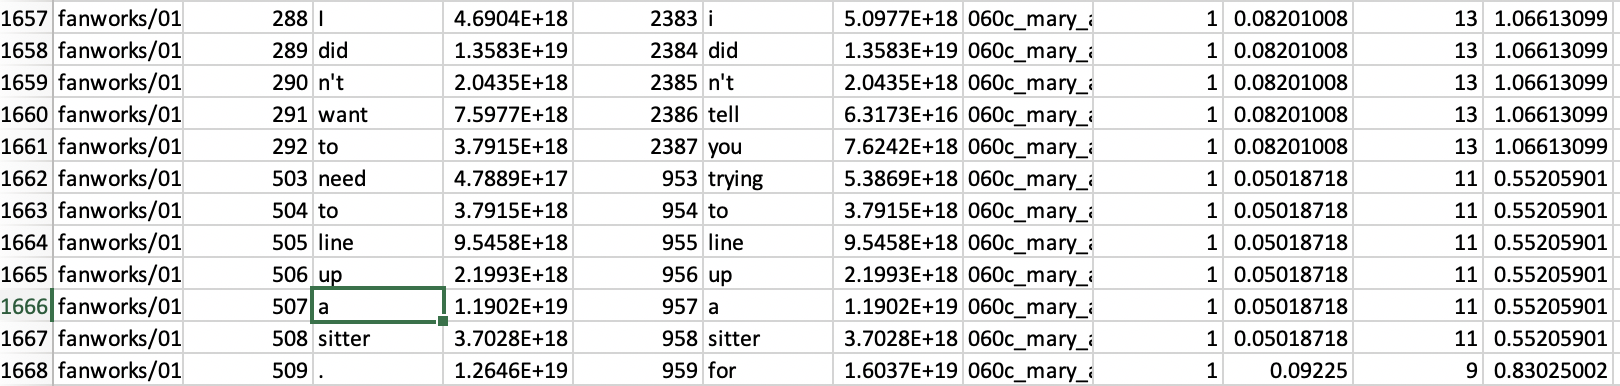 1657 fanworks/01 288 I 4.6904E+18 2383 i 5.0977E+18 060c_mary_a 1 0.08201008 13 1.06613099
1658 fanworks/01 289 did 1.3583E+19 2384 did 1.3583E+19 060c_mary_a 1 0.08201008 13 1.06613099
1659 fanworks/01 290 n't 2.0435E+18 2385 n't 2.0435E+18 060c_mary_a 1 0.08201008 13 1.06613099
1660 fanworks/01 291 want 7.5977E+18 2386 tell 6.3173E+16 060c_mary_a 1 0.08201008 13 1.06613099
1661 fanworks/01 292 to 3.7915E+18 2387 you 7.6242E+18 060c_mary_a 1 0.08201008 13 1.06613099
1662 fanworks/01 503 need 4.7889E+17 953 trying 5.3869E+18 060c_mary_a 1 0.05018718 11 0.55205901
1663 fanworks/01 504 to 3.7915E+18 954 to 3.7915E+18 060c_mary_a 1 0.05018718 11 0.55205901
1664 fanworks/01 505 line 9.5458E+18 955 line 9.5458E+18 060c_mary_a 1 0.05018718 11 0.55205901
1665 fanworks/01 506 up 2.1993E+18 956 up 2.1993E+18 060c_mary_a 1 0.05018718 11 0.55205901
1666 fanworks/01 507 a 1.1902E+19 957 a 1.1902E+19 060c_mary_a 1 0.05018718 11 0.55205901
1667 fanworks/01 508 sitter 3.7028E+18 958 sitter 3.7028E+18 060c_mary_a 1 0.05018718 11 0.55205901
1668 fanworks/01 509 . 1.2646E+19 959 for 1.6037E+19 060c_mary_a 1 0.09225 9 0.83025002